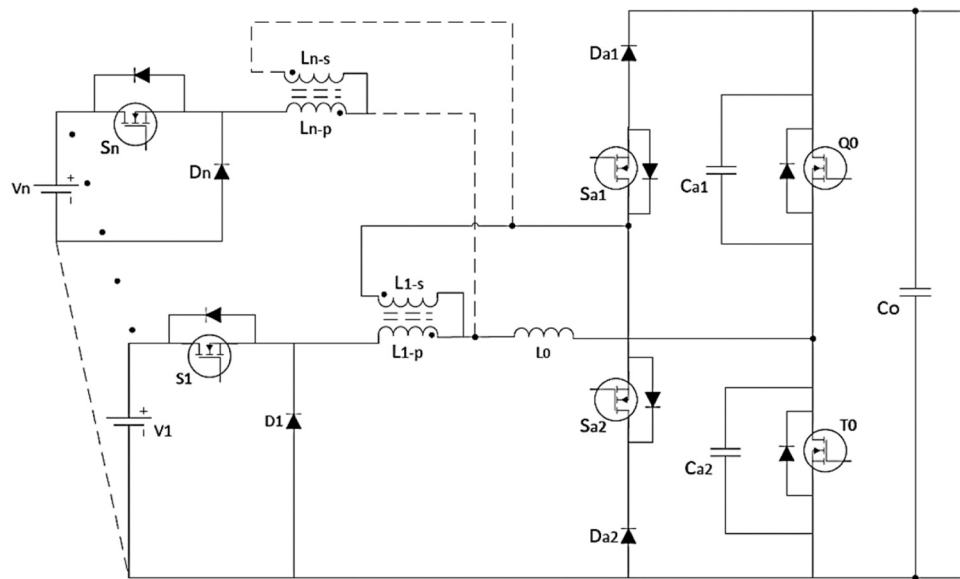 Ln-s
Ln-p
Sn
Dn
Vn
+
Da1
Sa1
Ca1
Q0
L1-s
L1-p
L0
Co
S1
V1
+
D1
Sa2
Ca2
T0
Da2